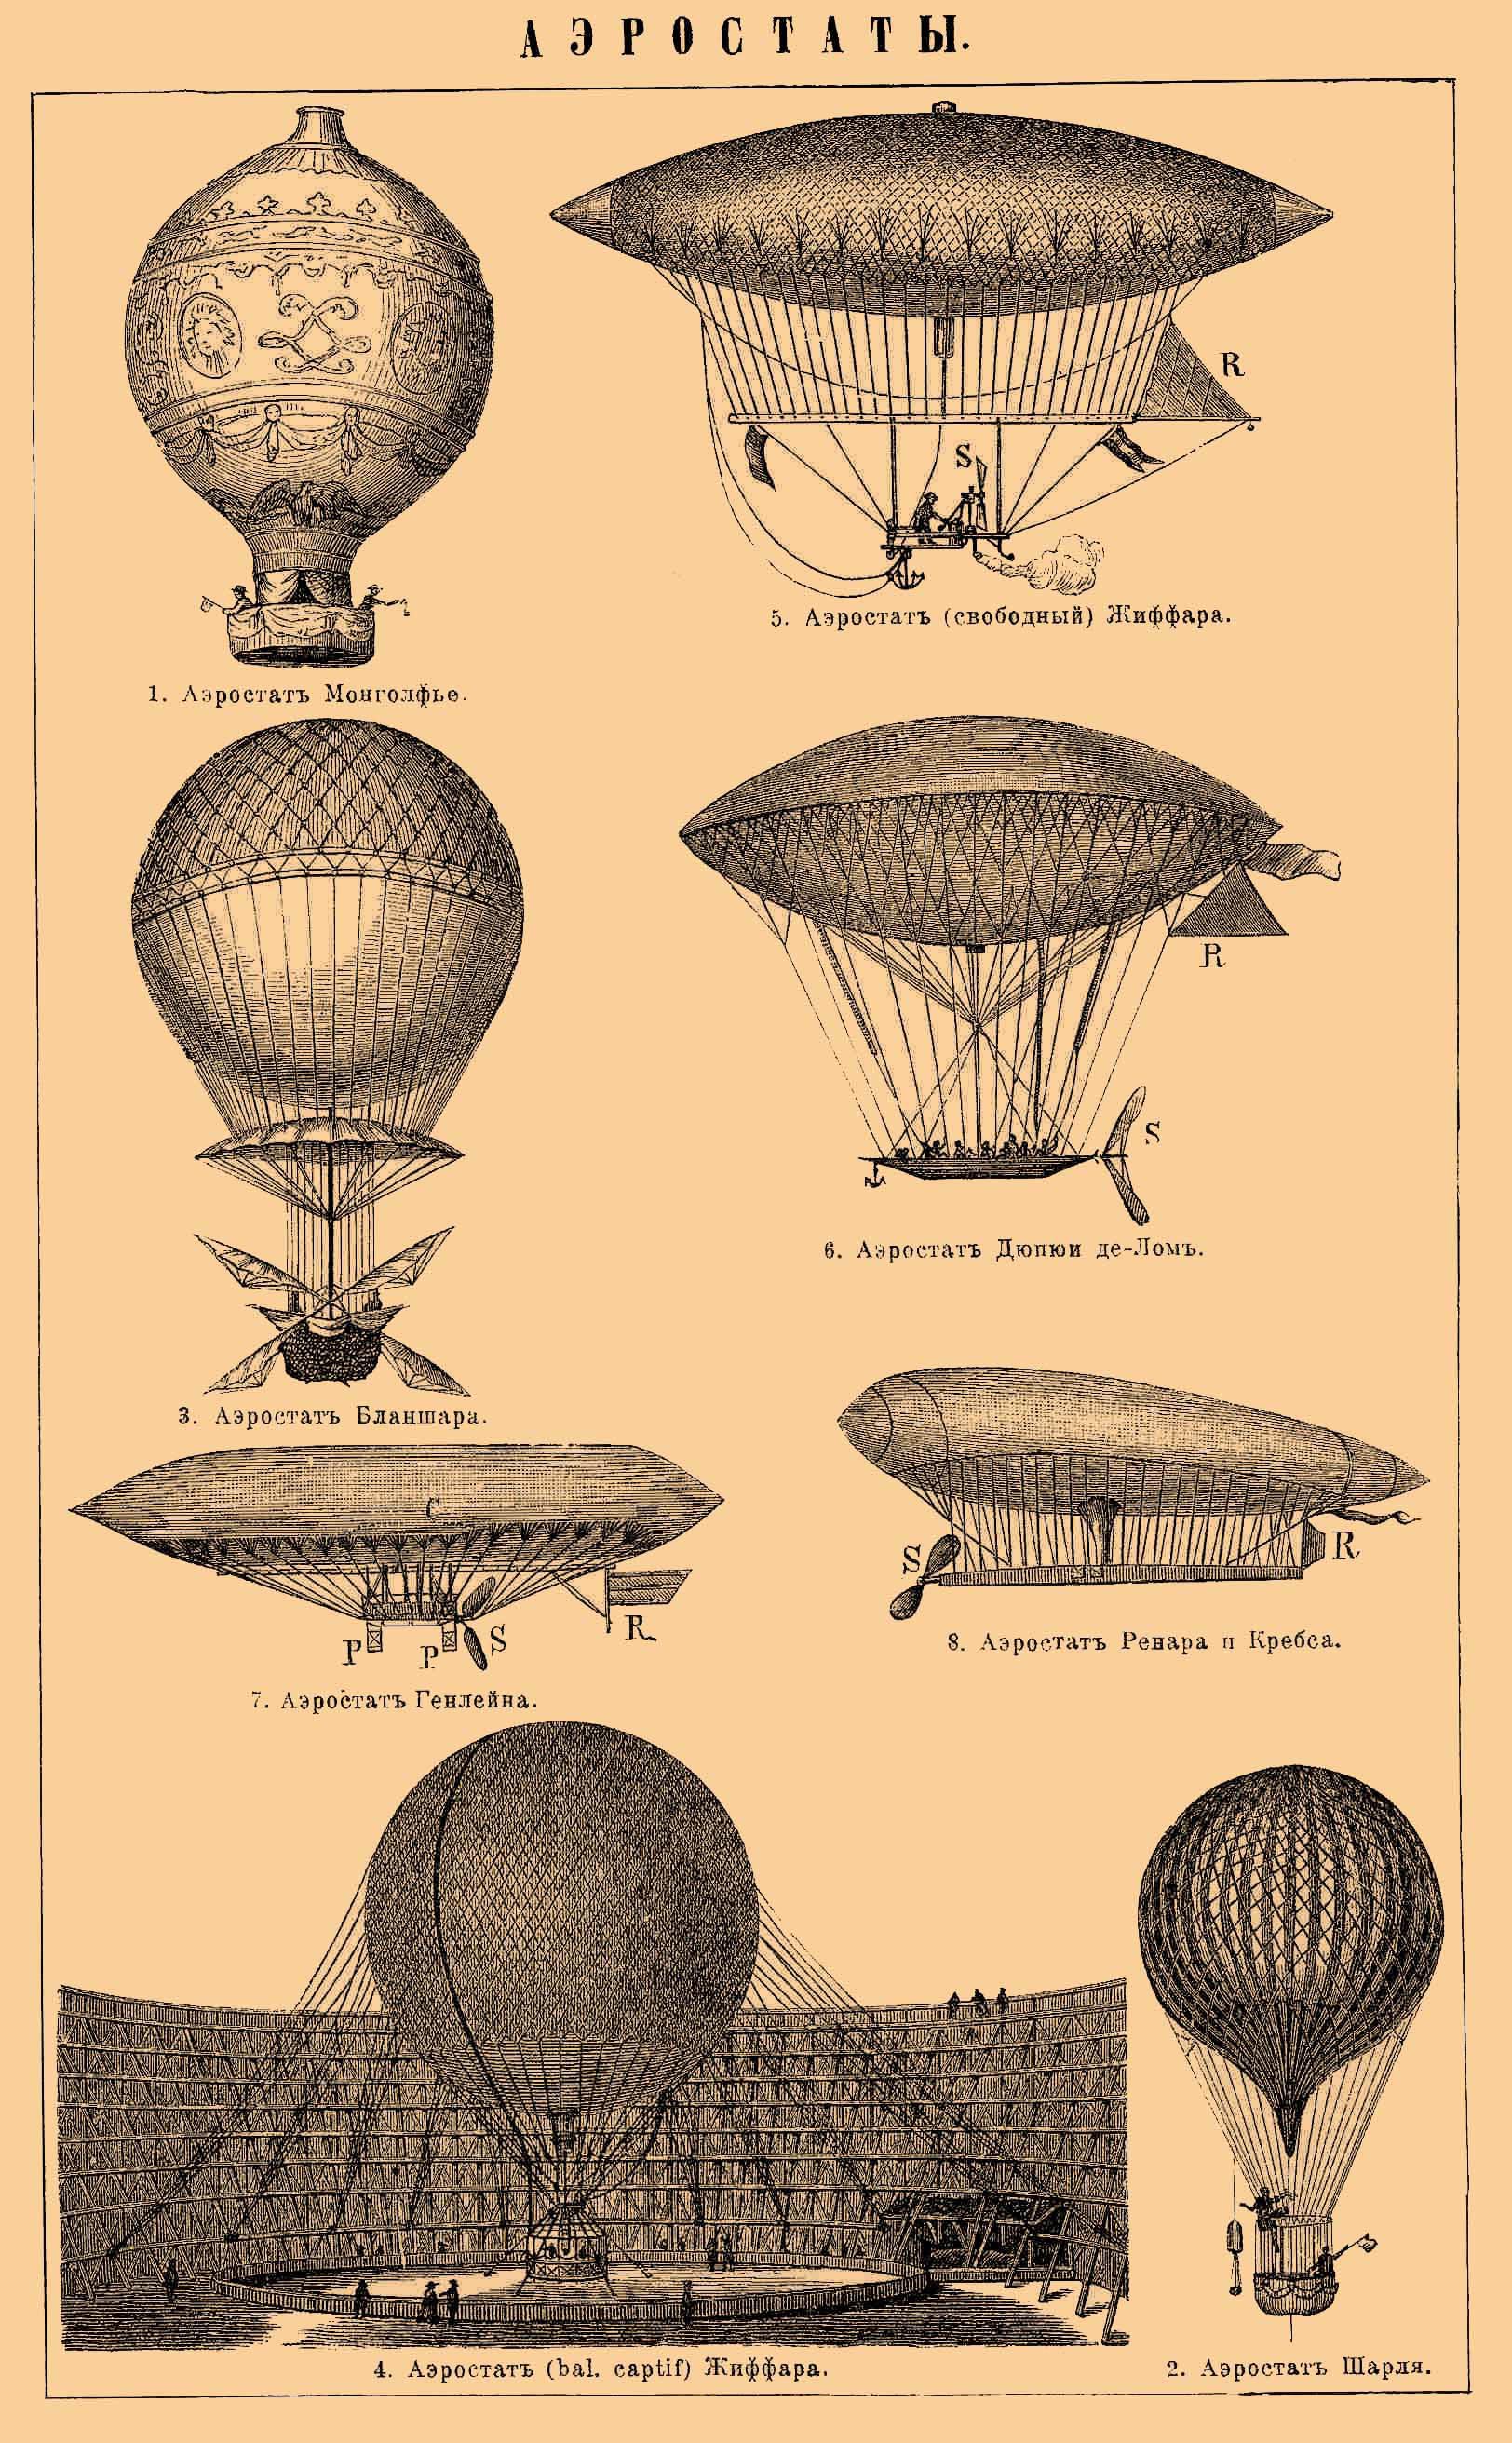 АЭРОСТАТЫ.
R
S
5. Аэростатъ (свободный) Жиффара.
1. Аэростатъ Монголфье.
R
S
6. Аэростатъ Дюпюи де-Ломъ.
3. Аэростатъ Бланшара.
C
P
P
S
R
7. Аэростатъ Генлейна.
S
R
8. Аэростатъ Ренара и Кребса.
4. Аэростатъ (bal. captif) Жиффара.
2. Аэростатъ Шарля.